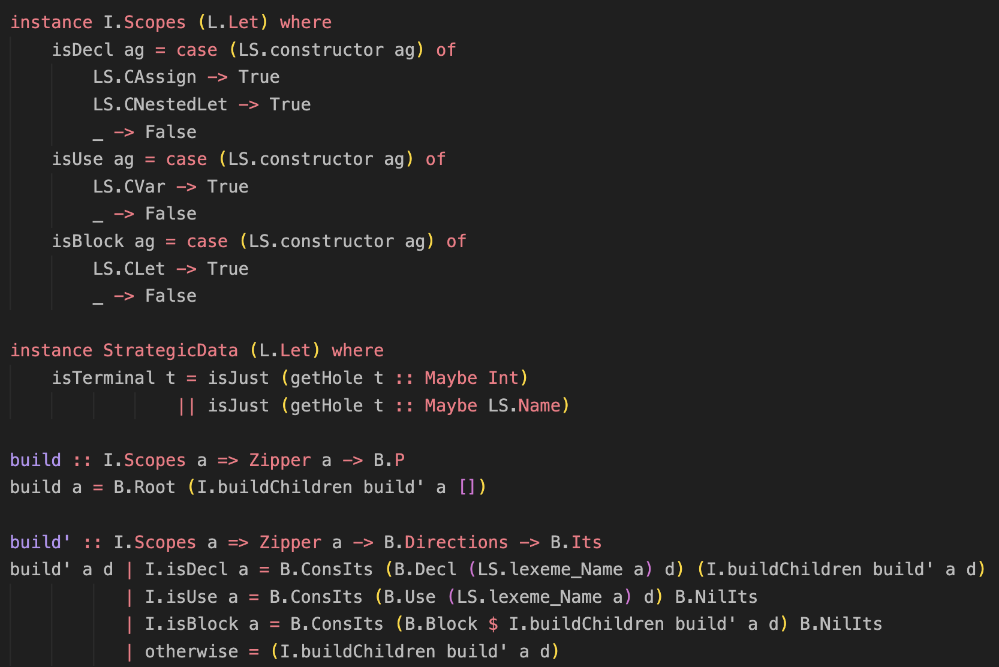 instance I.Scopes (L.Let) where
    isDecl ag = case (LS.constructor ag) of
        LS.CAssign -> True
        LS.CNestedLet -> True
        _ -> False
    isUse ag = case (LS.constructor ag) of
        LS.CVar -> True
        _ -> False
    isBlock ag = case (LS.constructor ag) of
        LS.CLet -> True
        _ -> False

instance StrategicData (L.Let) where
    isTerminal t = isJust (getHole t :: Maybe Int)
                || isJust (getHole t :: Maybe LS.Name)

build :: I.Scopes a => Zipper a -> B.P
build a = B.Root (I.buildChildren build' a [])

build' :: I.Scopes a => Zipper a -> B.Directions -> B.Its
build' a d | I.isDecl a = B.ConsIts (B.Decl (LS.lexeme_Name a) d) (I.buildChildren build' a d)
           | I.isUse a = B.ConsIts (B.Use (LS.lexeme_Name a) d) B.NilIts
           | I.isBlock a = B.ConsIts (B.Block $ I.buildChildren build' a d) B.NilIts
           | otherwise = (I.buildChildren build' a d)